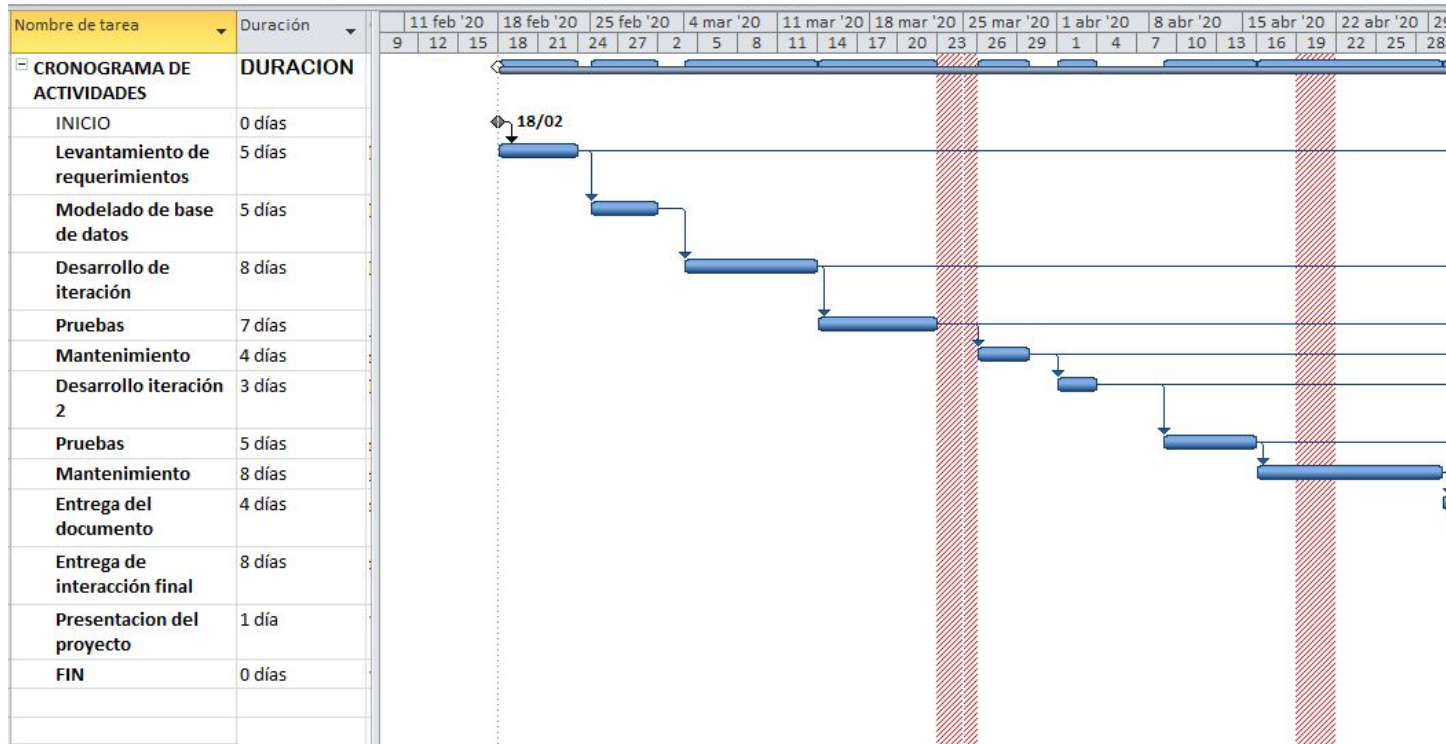 Nombre de tarea Duración
11 feb '20 18 feb '20 25 feb '20 4 mar '20 11 mar '20 18 mar '20 25 mar '20 1 abr '20 8 abr '20 15 abr '20 22 abr '20
9 12 15 18 21 24 27 2 5 8 11 14 17 20 23 26 29 1 4 7 10 13 16 19 22 25 28
CRONOGRAMA DE DURACION
ACTIVIDADES
INICIO 0 días
18/02
Levantamiento de 5 días
requerimientos
Modelado de base 5 días
de datos
Desarrollo de 8 días
iteración
Pruebas 7 días
Mantenimiento 4 días
Desarrollo iteración 3 días
2
Pruebas 5 días
Mantenimiento 8 días
Entrega del 4 días
documento
Entrega de 8 días
interacción final
Presentacion del 1 día
proyecto
FIN 0 días